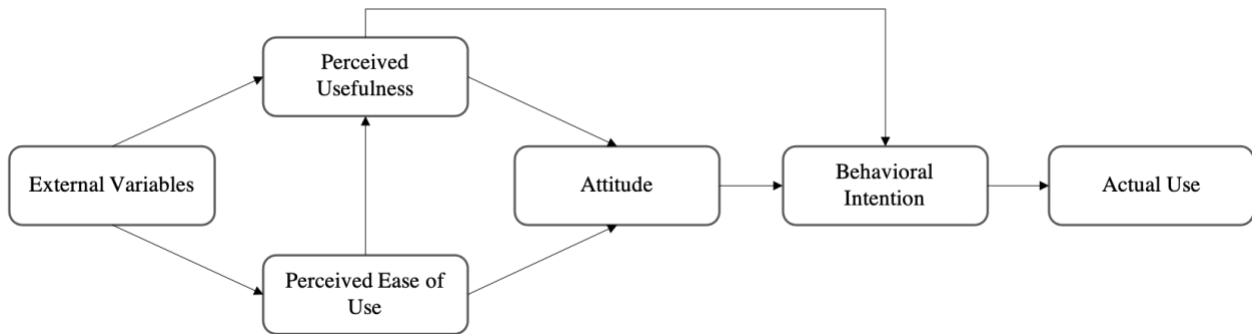 Perceived
Usefulness
External Variables
Attitude
Behavioral
Intention
Actual Use
Perceived Ease of
Use